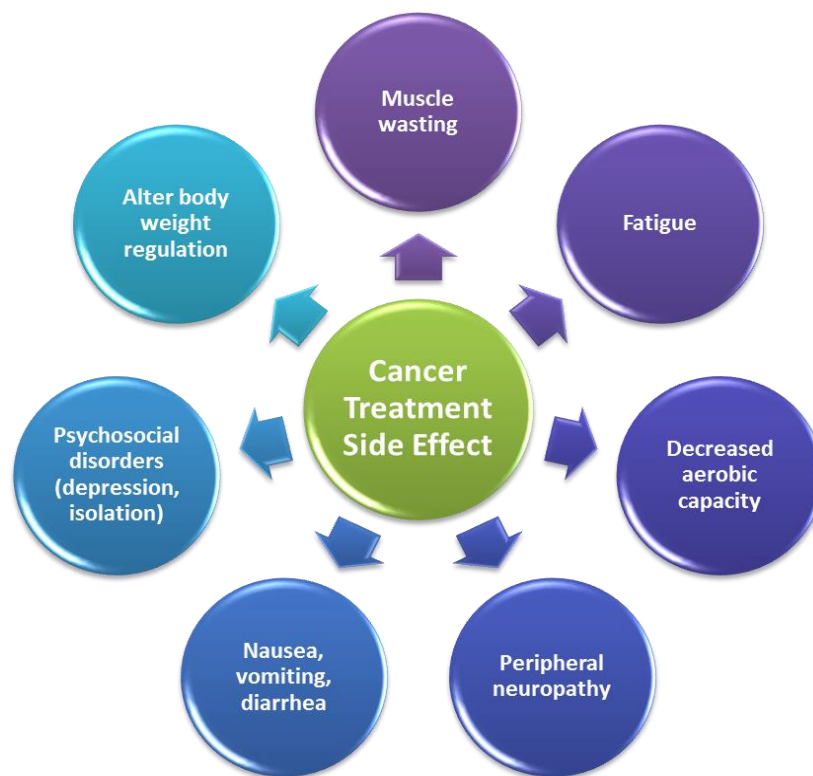 Cancer
Treatment
Side Effect
Muscle
wasting
Fatigue
Decreased
aerobic
capacity
Peripheral
neuropathy
Nausea,
vomiting,
diarrhea
Psychosocial
disorders
(depression,
isolation)
Alter body
weight
regulation